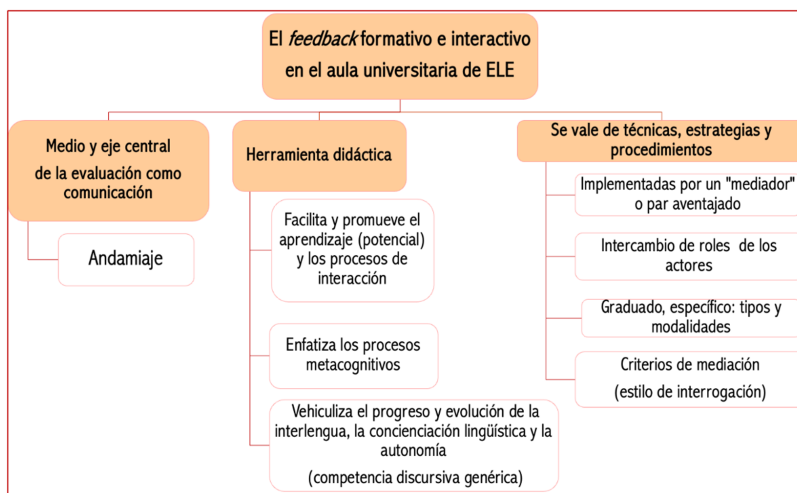 El feedback formativo e interactivo
en el aula universitaria de ELE
Medio y eje central
de la evaluación como
comunicación
Andamiaje
Herramienta didáctica
Facilita y promueve el
aprendizaje (potencial)
y los procesos de
interacción
Enfatiza los procesos
metacognitivos
Vehiculiza el progreso y evolución de la
interlengua, la concienciación lingüística y la
autonomía
(competencia discursiva genérica)
Se vale de técnicas, estrategias y
procedimientos
Implementadas por un "mediador"
o par aventajado
Intercambio de roles de los
actores
Graduado, específico: tipos y
modalidades
Criterios de mediación
(estilo de interrogación)